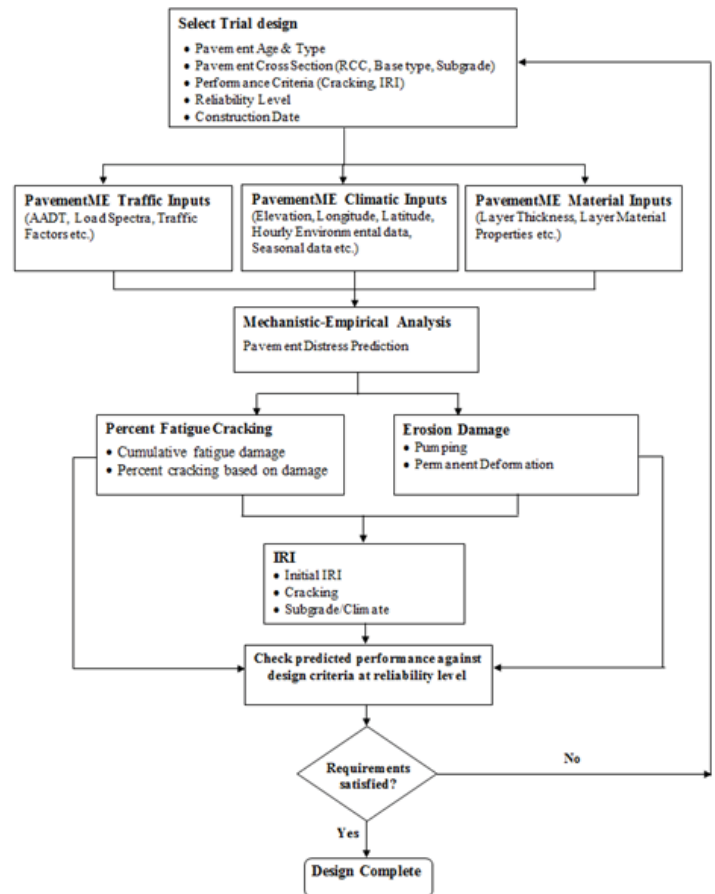 Select Trial design
• Pavement Age & Type
• Pavement Cross Section (RCC, Base type, Subgrade)
• Performance Criteria (Cracking, IRI)
• Reliability Level
• Construction Date
PavementME Traffic Inputs
(AADT, Load Spectra, Traffic
Factors etc.)
PavementME Climatic Inputs
(Elevation, Longitude, Latitude,
Hourly Environmental data,
Seasonal data etc.)
PavementME Material Inputs
(Layer Thickness, Layer Material
Properties etc.)
Mechanistic-Empirical Analysis
Pavement Distress Prediction
Percent Fatigue Cracking
• Cumulative fatigue damage
• Percent cracking based on damage
Erosion Damage
• Pumping
• Permanent Deformation
IRI
• Initial IRI
• Cracking
• Subgrade/Climate
Check predicted performance against
design criteria at reliability level
Requirements
satisfied?
No
Yes
Design Complete